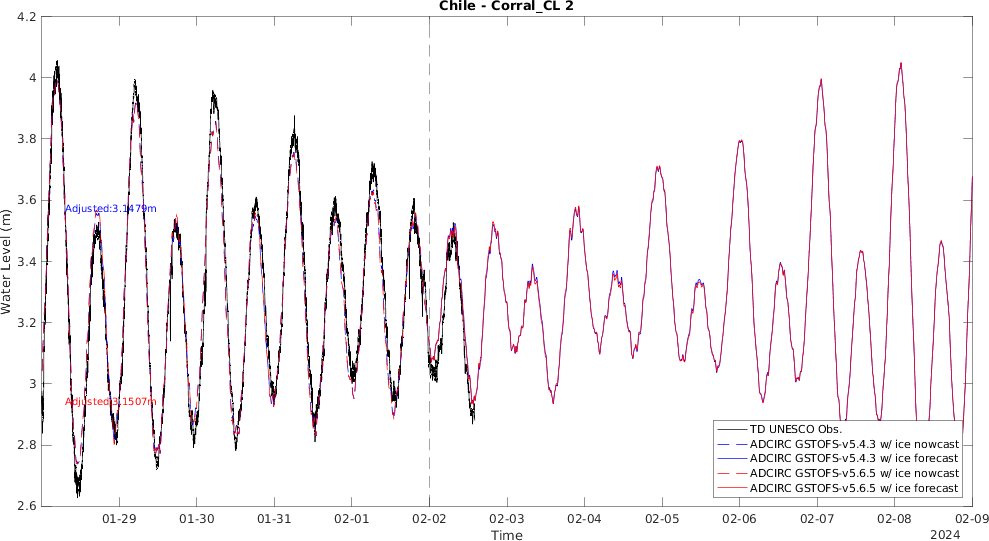 Chile - Corral_CL 2
4.2
4
3.8
3.6
3.4
3.2
3
2.8
2.6
Water Level (m)
Adjusted:3.1479m
Adjusted:3.1507m
TD UNESCO Obs.
ADCIRC GSTOFS-v5.4.3 w/ ice nowcast
ADCIRC GSTOFS-v5.4.3 w/ ice forecast
ADCIRC GSTOFS-v5.6.5 w/ ice nowcast
ADCIRC GSTOFS-v5.6.5 w/ ice forecast
01-29 01-30 01-31 02-01 02-02 02-03 02-04 02-05 02-06 02-07 02-08 02-09
Time
2024